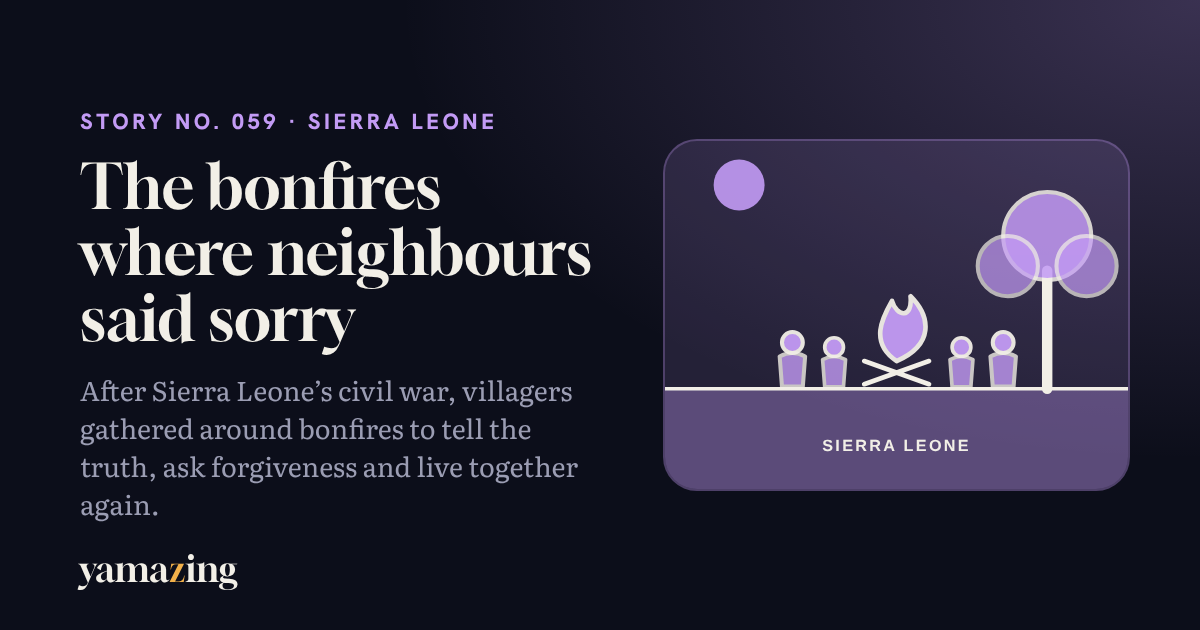 STORY NO. 059 · SIERRA LEONE
The bonfires
where neighbours
said sorry
After Sierra Leone’s civil war, villagers
gathered around bonfires to tell the
truth, ask forgiveness and live together
again.
yamazing
SIERRA LEONE